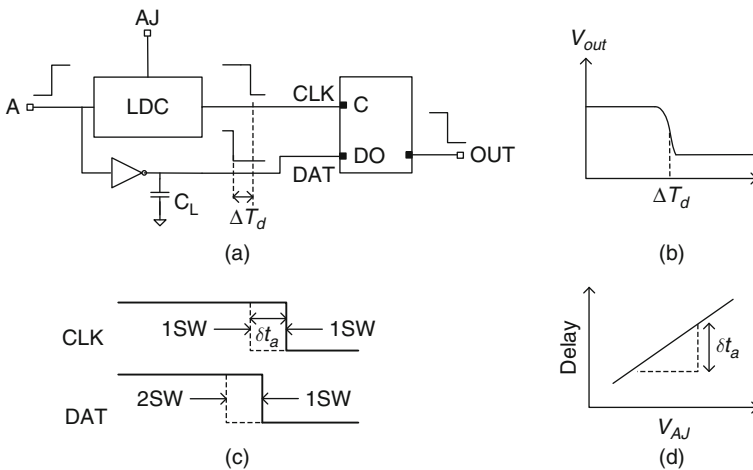 AJ
A
LDC
CLK
C
DO
DAT
OUT
C_L
ΔT_d
(a)
V_out
ΔT_d
(b)
CLK
1SW
δt_a
1SW
DAT
2SW
1SW
(c)
Delay
δt_a
V_AJ
(d)